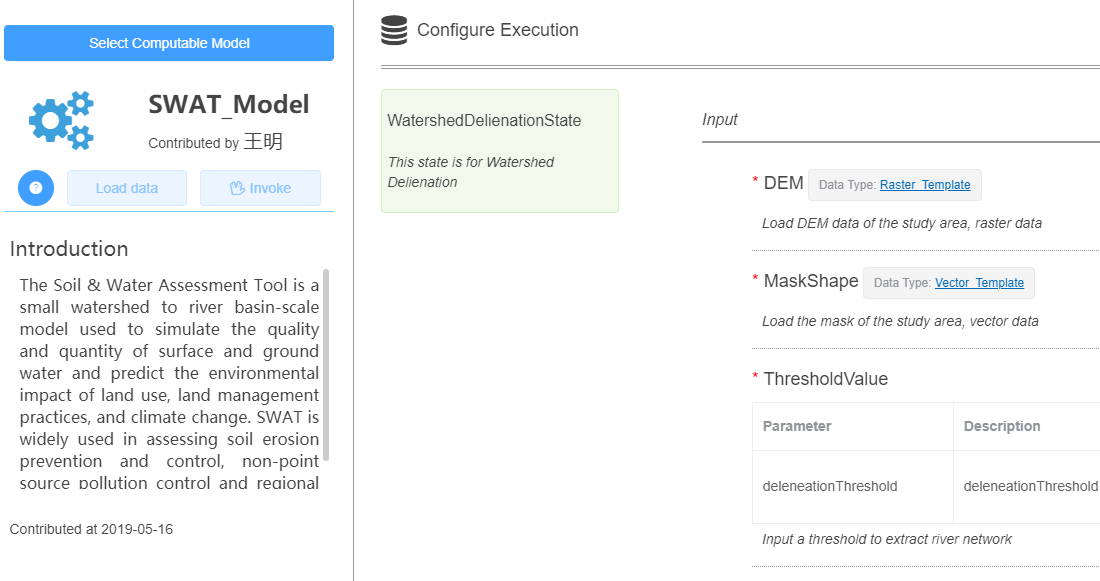 Select Computable Model
SWAT_Model
Contributed by 王明
Load data
Invoke
Introduction
The Soil & Water Assessment Tool is a
small watershed to river basin-scale
model used to simulate the quality
and quantity of surface and ground
water and predict the environmental
impact of land use, land management
practices, and climate change. SWAT is
widely used in assessing soil erosion
prevention and control, non-point
source pollution control and regional
Contributed at 2019-05-16
Configure Execution
WatershedDelienationState
This state is for Watershed
Delienation
Input
* DEM Data Type: Raster_Template
Load DEM data of the study area, raster data
* MaskShape Data Type: Vector_Template
Load the mask of the study area, vector data
* ThresholdValue
Parameter Description
deleneationThreshold deleneationThreshold
Input a threshold to extract river network